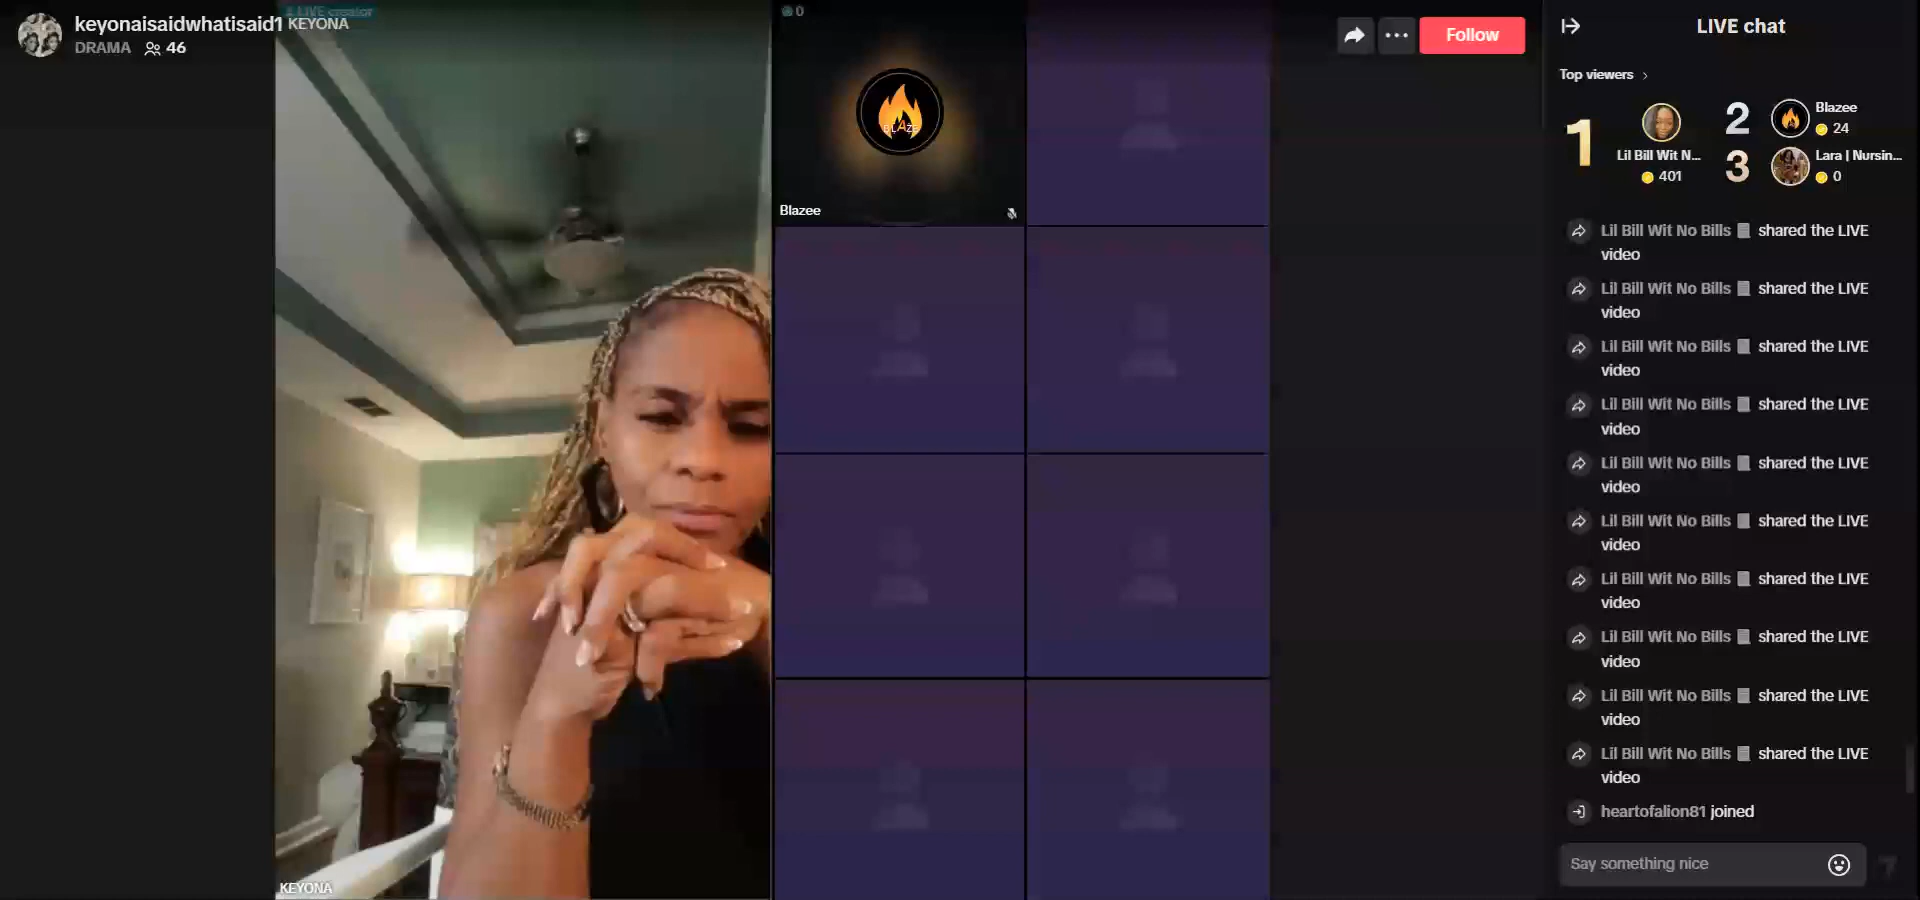 keyonaisaidwhatisaid1
DRAMA 46
LIVE creator
KEYONA
0
BLAZE
Blazee
KEYONA
Follow
LIVE chat
Top viewers
1
Lil Bill Wit N...
401
2
Blazee
24
3
Lara | Nursin...
0
Lil Bill Wit No Bills shared the LIVE
video
Lil Bill Wit No Bills shared the LIVE
video
Lil Bill Wit No Bills shared the LIVE
video
Lil Bill Wit No Bills shared the LIVE
video
Lil Bill Wit No Bills shared the LIVE
video
Lil Bill Wit No Bills shared the LIVE
video
Lil Bill Wit No Bills shared the LIVE
video
Lil Bill Wit No Bills shared the LIVE
video
Lil Bill Wit No Bills shared the LIVE
video
Lil Bill Wit No Bills shared the LIVE
video
heartofalion81 joined
Say something nice